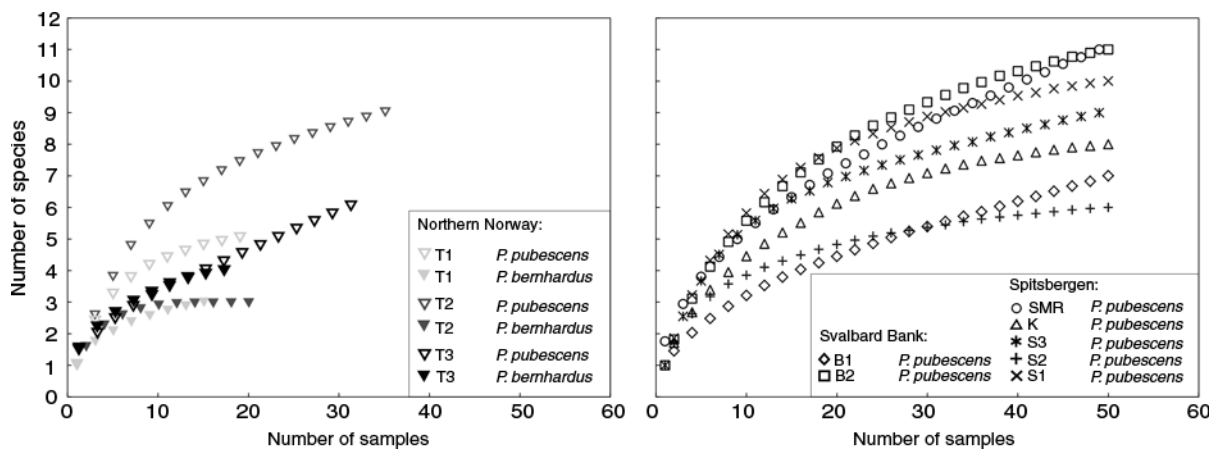 Number of species
12
11
10
9
8
7
6
5
4
3
2
1
0
0 10 20 30 40 50 60
Number of samples
Northern Norway:
T1 P. pubescens
T1 P. bernhardus
T2 P. pubescens
T2 P. bernhardus
T3 P. pubescens
T3 P. bernhardus
0 10 20 30 40 50 60
Number of samples
Svalbard Bank:
B1 P. pubescens
B2 P. pubescens
Spitsbergen:
SMR P. pubescens
K P. pubescens
S3 P. pubescens
S2 P. pubescens
S1 P. pubescens